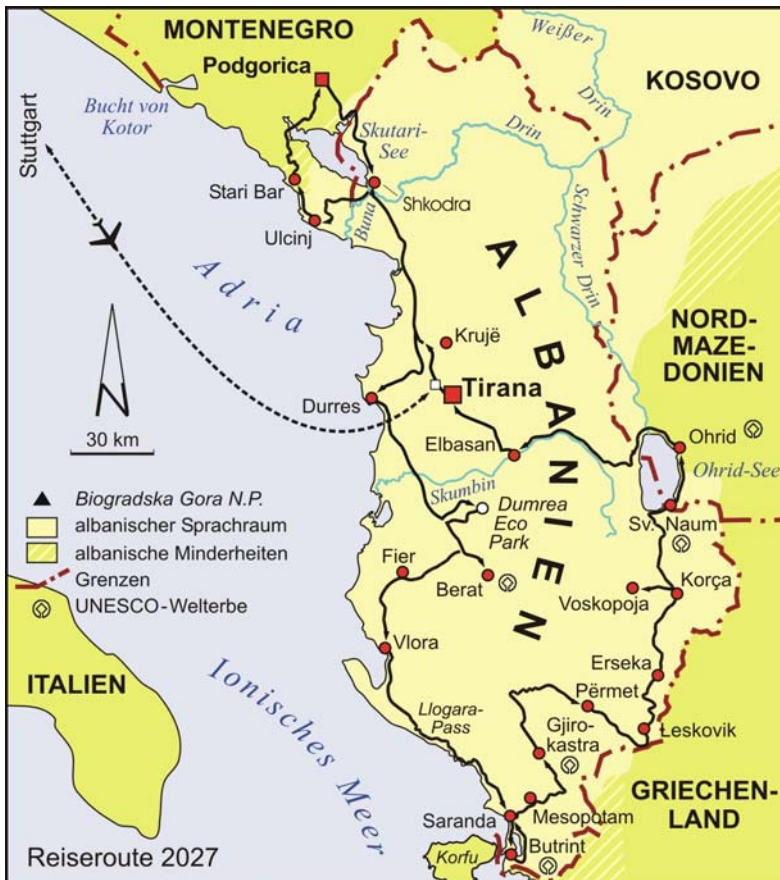 MONTENEGRO
Podgorica
Weißer
Drin
KOSOVO
Bucht von
Kotor
Skutari-
See
Drin
Stuttgart
Stari Bar
Shkodra
Ulcinj
Buna
Schwarzer Drin
Adria
ALBANIEN
NORD-
MAZE-
DONIEN
Krujë
Tirana
Durres
N
30 km
Elbasan
Ohrid
Ohrid-See
Skumbin
Dumrea
Eco
Park
Sv. Naum
Biogradska Gora N.P.
albanischer Sprachraum
albanische Minderheiten
Grenzen
UNESCO-Welterbe
Fier
Berat
Voskopoja
Korça
Vlora
Erseka
ITALIEN
Ionisches Meer
Llogara-
Pass
Përmet
Gjiro-
kastra
Leskovik
GRIECHEN-
LAND
Saranda
Mesopotam
Butrint
Korfu
Reiseroute 2027